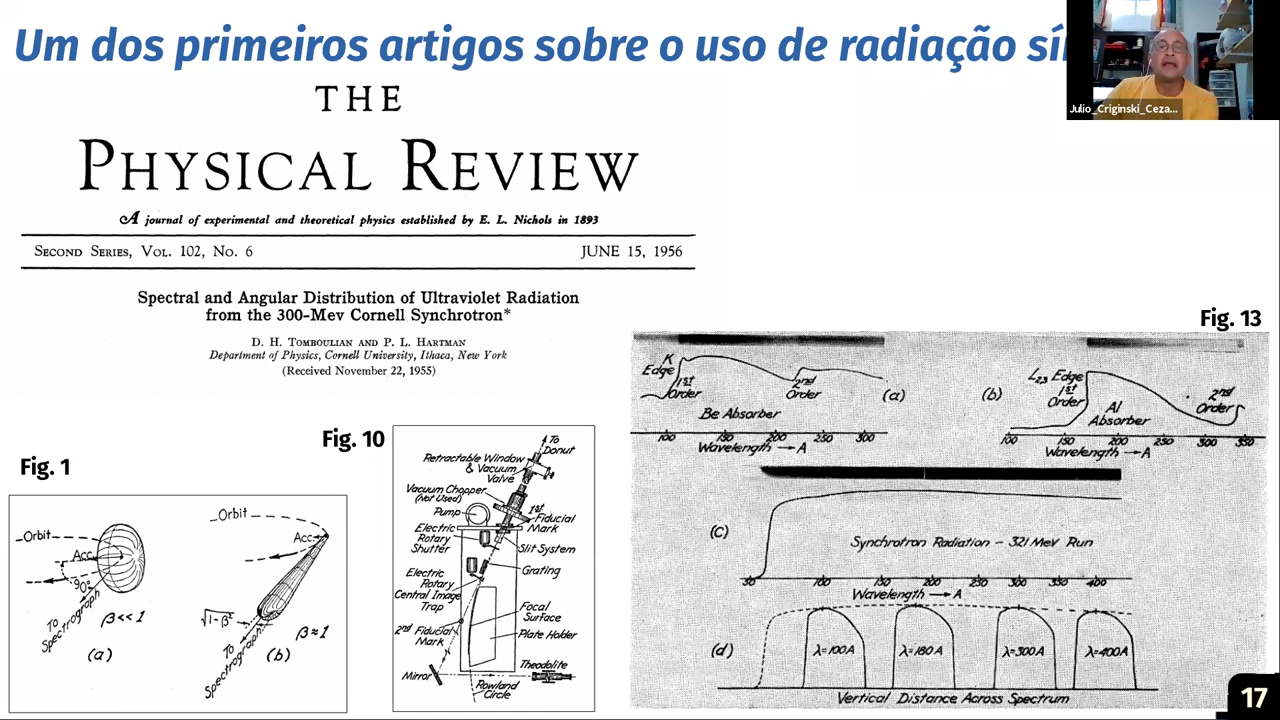 Um dos primeiros artigos sobre o uso de radiação
Julio_Criginski_Ceza...
THE
PHYSICAL REVIEW
A journal of experimental and theoretical physics established by E. L. Nichols in 1893
SECOND SERIES, VOL. 102, NO. 6 JUNE 15, 1956
Spectral and Angular Distribution of Ultraviolet Radiation
from the 300-Mev Cornell Synchrotron*
D. H. TOMBOULIAN AND P. L. HARTMAN
Department of Physics, Cornell University, Ithaca, New York
(Received November 22, 1955)
Fig. 1
Orbit
Acc.
90°
To
Spectrograph
β<<1
(a)
Orbit
Acc.
√1-β²
β≈1
To
Spectrograph
(b)
Fig. 10
To
Donut
Retractable Window
& Vacuum
Valve
Vacuum Chopper
(Not Used)
Pump
1st
Fiducial
Mark
Electric
Rotary
Shutter
Slit System
Grating
Electric
Rotary
Central Image
Trap
Focal
Surface
Plate Holder
2nd
Fiducial
Mark
Mirror
Theodolite
Rowland
Circle
Fig. 13
K
Edge
1st
Order
2nd
Order
(a)
Be Absorber
100 150 200 250 300
Wavelength → A
(b)
L2,3 Edge
1st
Order
Al
Absorber
2nd
Order
100 150 200 250 300 350
Wavelength → A
(c)
Synchrotron Radiation - 321 MeV Run
50 100 150 200 250 300 350 400
Wavelength → A
(d)
λ=100A λ=180A λ=300A λ=400A
Vertical Distance Across Spectrum
17